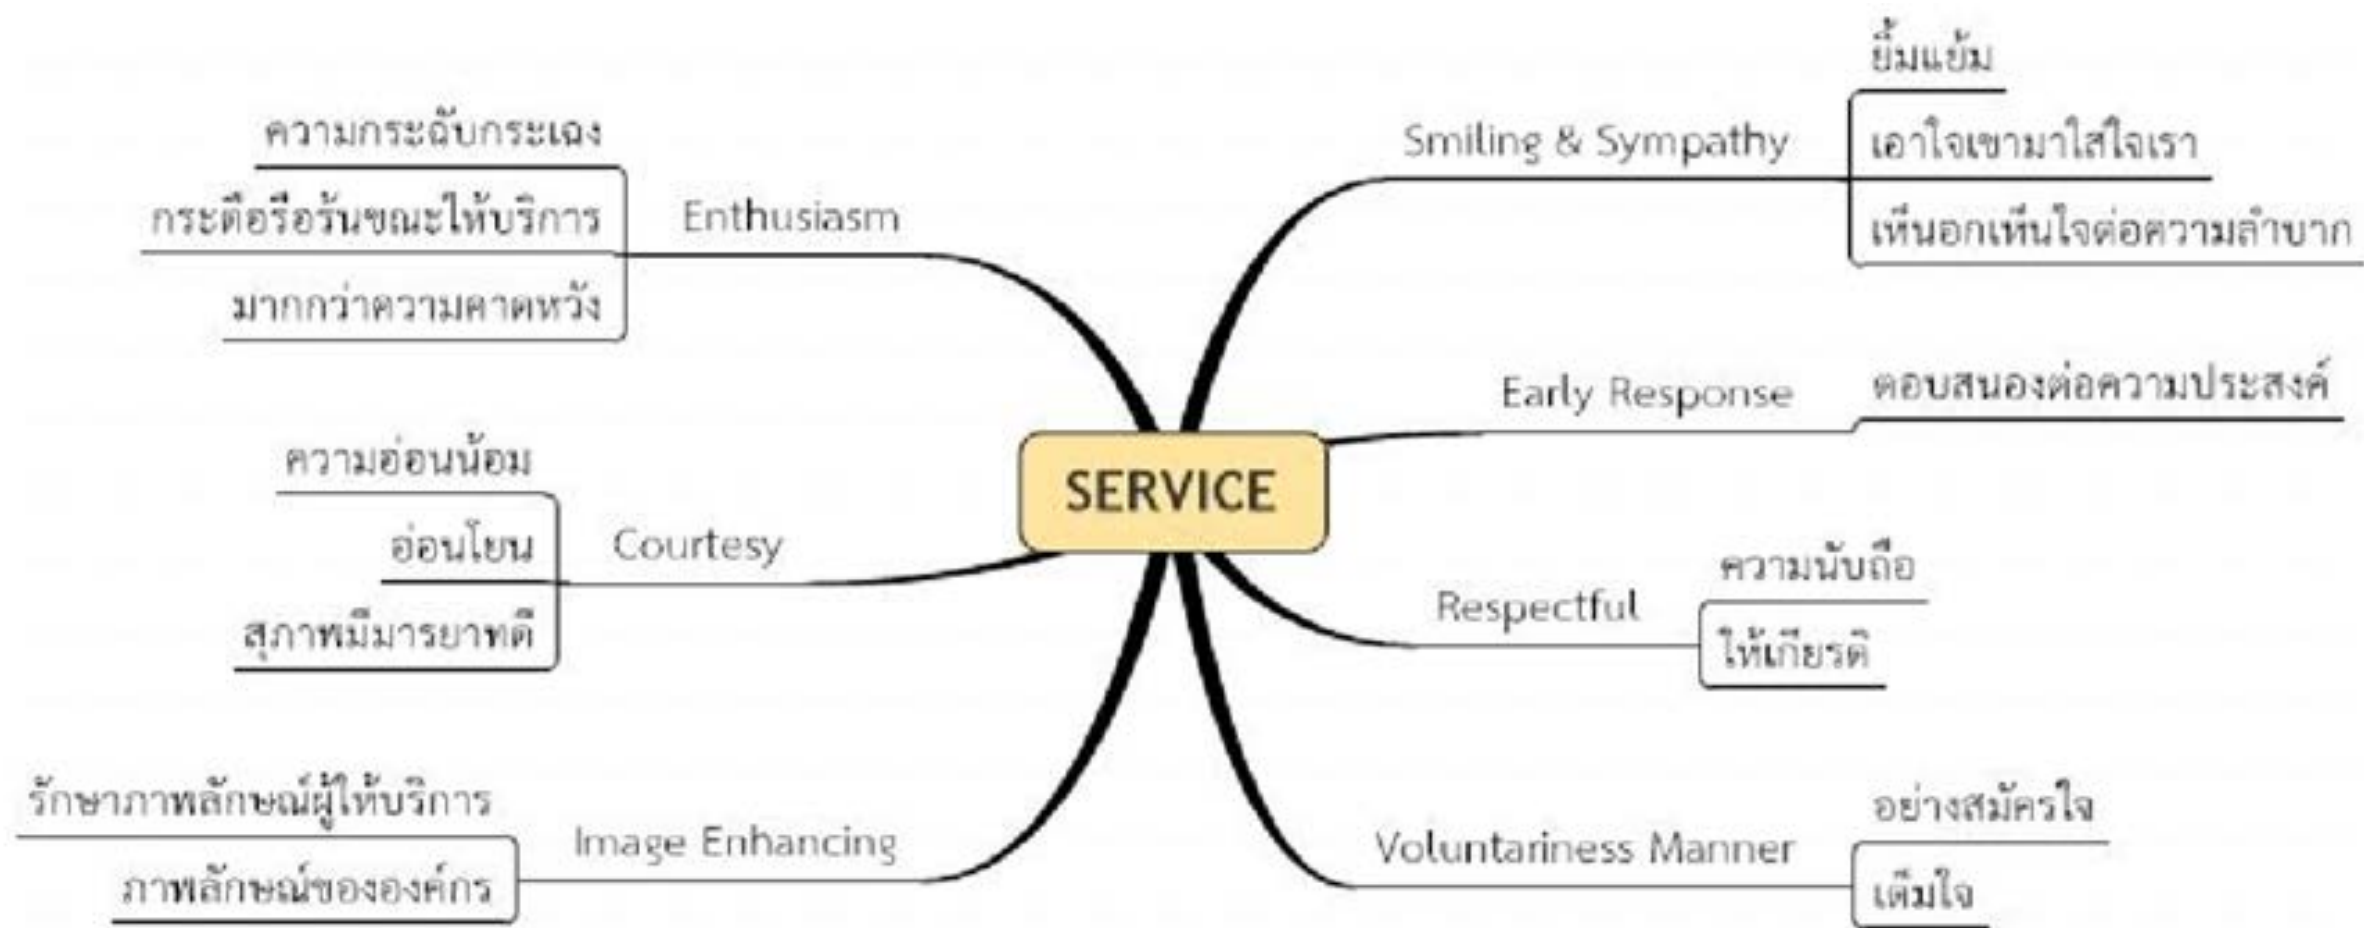 SERVICE
Smiling & Sympathy
ยิ้มแย้ม
เอาใจเขามาใส่ใจเรา
เห็นอกเห็นใจต่อความลำบาก
Early Response
ตอบสนองต่อความประสงค์
Respectful
ความนับถือ
ให้เกียรติ
Voluntariness Manner
อย่างสมัครใจ
เต็มใจ
Image Enhancing
รักษาภาพลักษณ์ผู้ให้บริการ
ภาพลักษณ์ขององค์กร
Courtesy
ความอ่อนน้อม
อ่อนโยน
สุภาพมีมารยาทดี
Enthusiasm
ความกระฉับกระเฉง
กระตือรือร้นขณะให้บริการ
มากกว่าความคาดหวัง